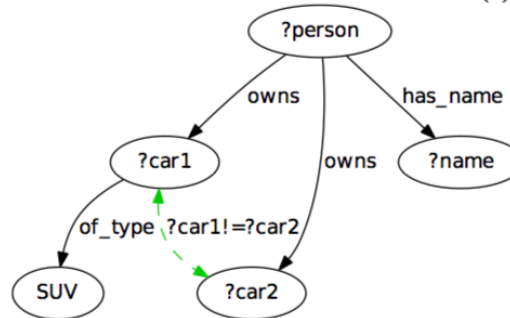 ?person
owns
has_name
?car1
owns
?name
of_type
?car1!=?car2
SUV
?car2